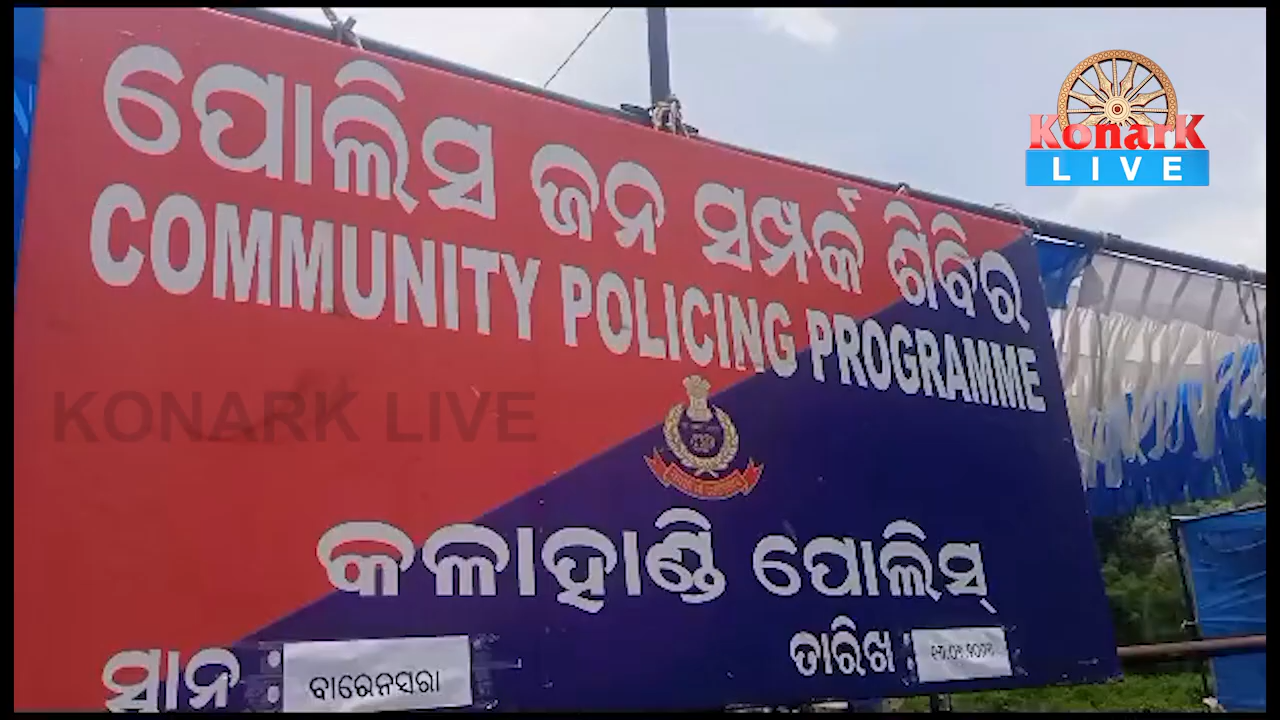 ପୋଲିସ ଜନ ସମ୍ପର୍କ ଶିବିର
COMMUNITY POLICING PROGRAMME
KonarK
LIVE
KONARK LIVE
କଳାହାଣ୍ଡି ପୋଲିସ୍
ସ୍ଥାନ : ବାରେନସରା
ତାରିଖ :